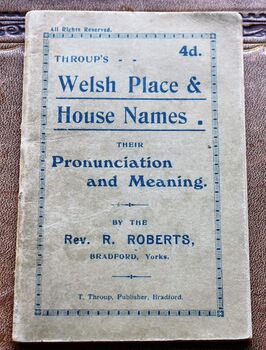 All Rights Reserved.
4d.
THROUP'S - -
Welsh Place &
House Names .
THEIR
Pronunciation
and Meaning.
BY THE
Rev. R. ROBERTS,
BRADFORD, Yorks.
T. Throup, Publisher, Bradford.